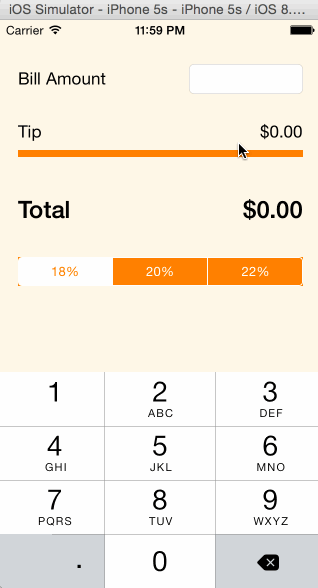 iOS Simulator - iPhone 5s - iPhone 5s / iOS 8....
Carrier 11:59 PM
Bill Amount
Tip $0.00
Total $0.00
18% 20% 22%
1 2 3
ABC DEF
4 5 6
GHI JKL MNO
7 8 9
PQRS TUV WXYZ
. 0